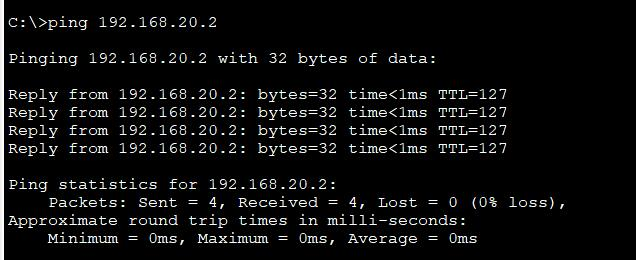 C:\>ping 192.168.20.2
Pinging 192.168.20.2 with 32 bytes of data:
Reply from 192.168.20.2: bytes=32 time<1ms TTL=127
Reply from 192.168.20.2: bytes=32 time<1ms TTL=127
Reply from 192.168.20.2: bytes=32 time<1ms TTL=127
Reply from 192.168.20.2: bytes=32 time<1ms TTL=127
Ping statistics for 192.168.20.2:
    Packets: Sent = 4, Received = 4, Lost = 0 (0% loss),
Approximate round trip times in milli-seconds:
    Minimum = 0ms, Maximum = 0ms, Average = 0ms